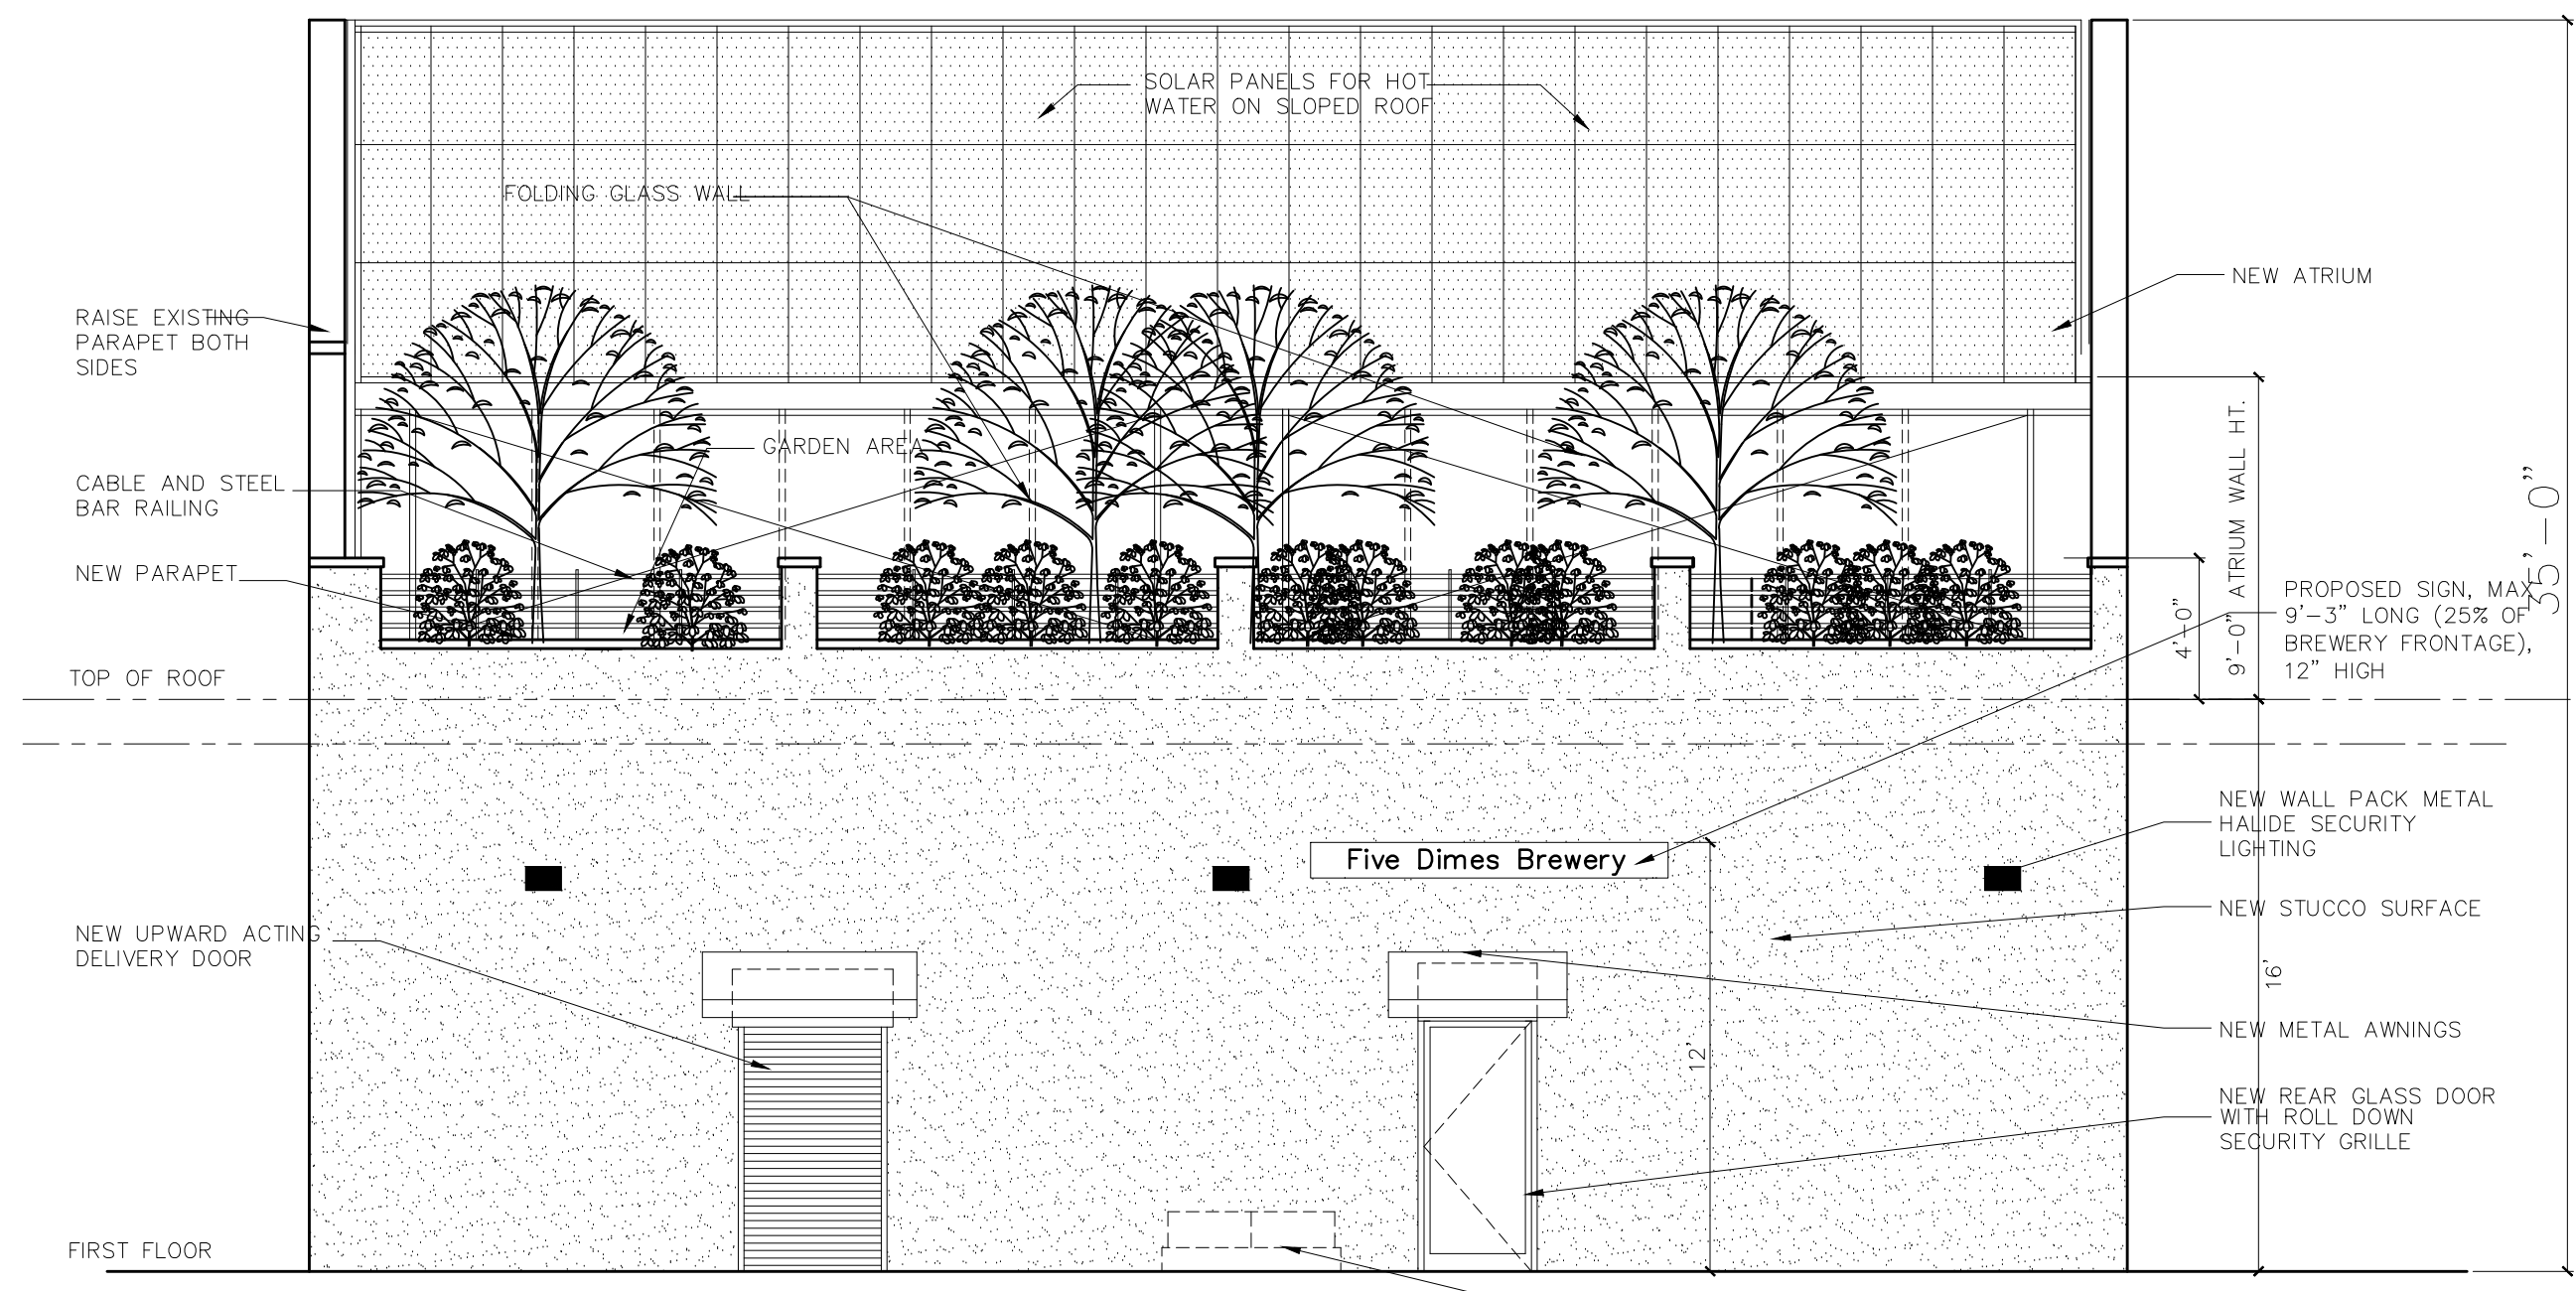 SOLAR PANELS FOR HOT
WATER ON SLOPED ROOF
FOLDING GLASS WALL
NEW ATRIUM
RAISE EXISTING
PARAPET BOTH
SIDES
GARDEN AREA
CABLE AND STEEL
BAR RAILING
NEW PARAPET
9'-0" ATRIUM WALL HT.
4'-0"
35'-0"
PROPOSED SIGN, MAX
9'-3" LONG (25% OF
BREWERY FRONTAGE),
12" HIGH
TOP OF ROOF
NEW WALL PACK METAL
HALIDE SECURITY
LIGHTING
Five Dimes Brewery
NEW STUCCO SURFACE
NEW UPWARD ACTING
DELIVERY DOOR
16'
NEW METAL AWNINGS
12'
NEW REAR GLASS DOOR
WITH ROLL DOWN
SECURITY GRILLE
FIRST FLOOR